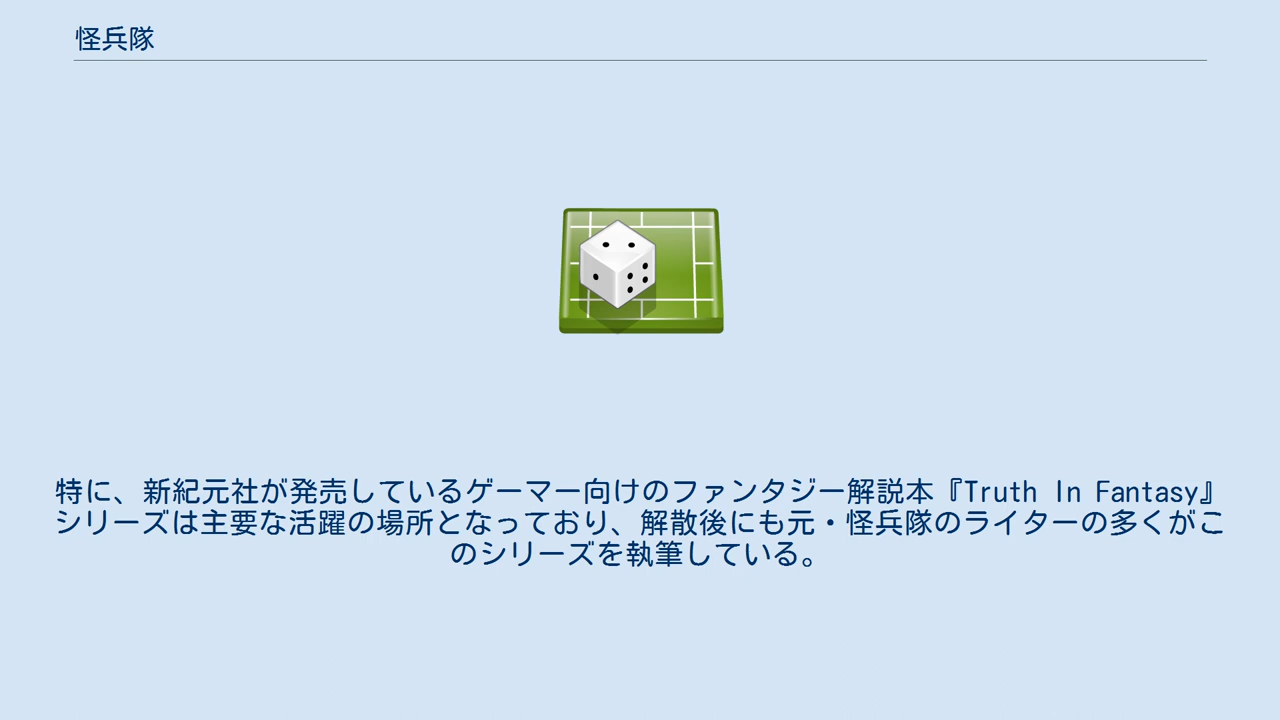 怪兵隊
特に、新紀元社が発売しているゲーマー向けのファンタジー解説本『Truth In Fantasy』
シリーズは主要な活躍の場所となっており、解散後にも元・怪兵隊のライターの多くがこ
のシリーズを執筆している。